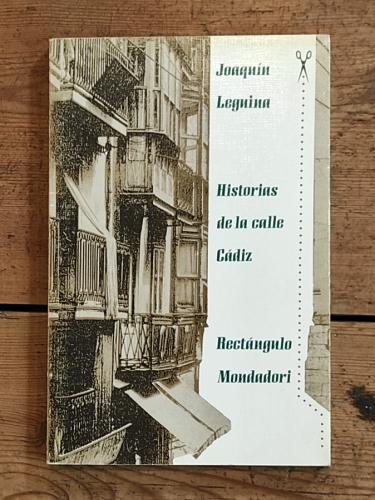 Joaquín
Leguina
Historias
de la calle
Cádiz
Rectángulo
Mondadori